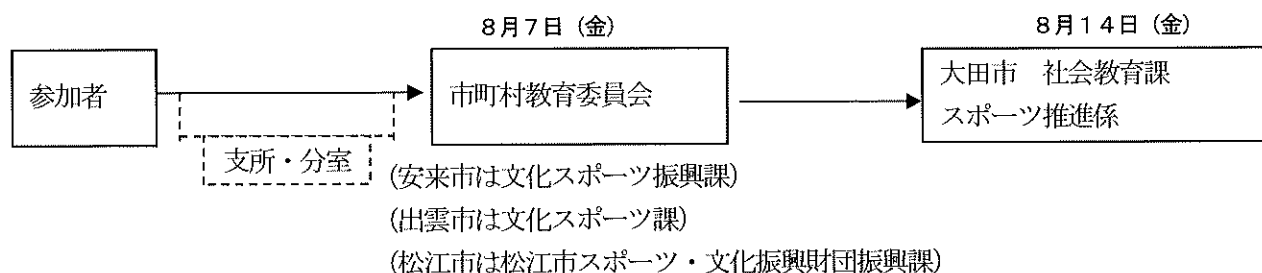 8月7日（金）
8月14日（金）
参加者
市町村教育委員会
大田市　社会教育課
スポーツ推進係
支所・分室
(安来市は文化スポーツ振興課)
(出雲市は文化スポーツ課)
(松江市は松江市スポーツ・文化振興財団振興課)